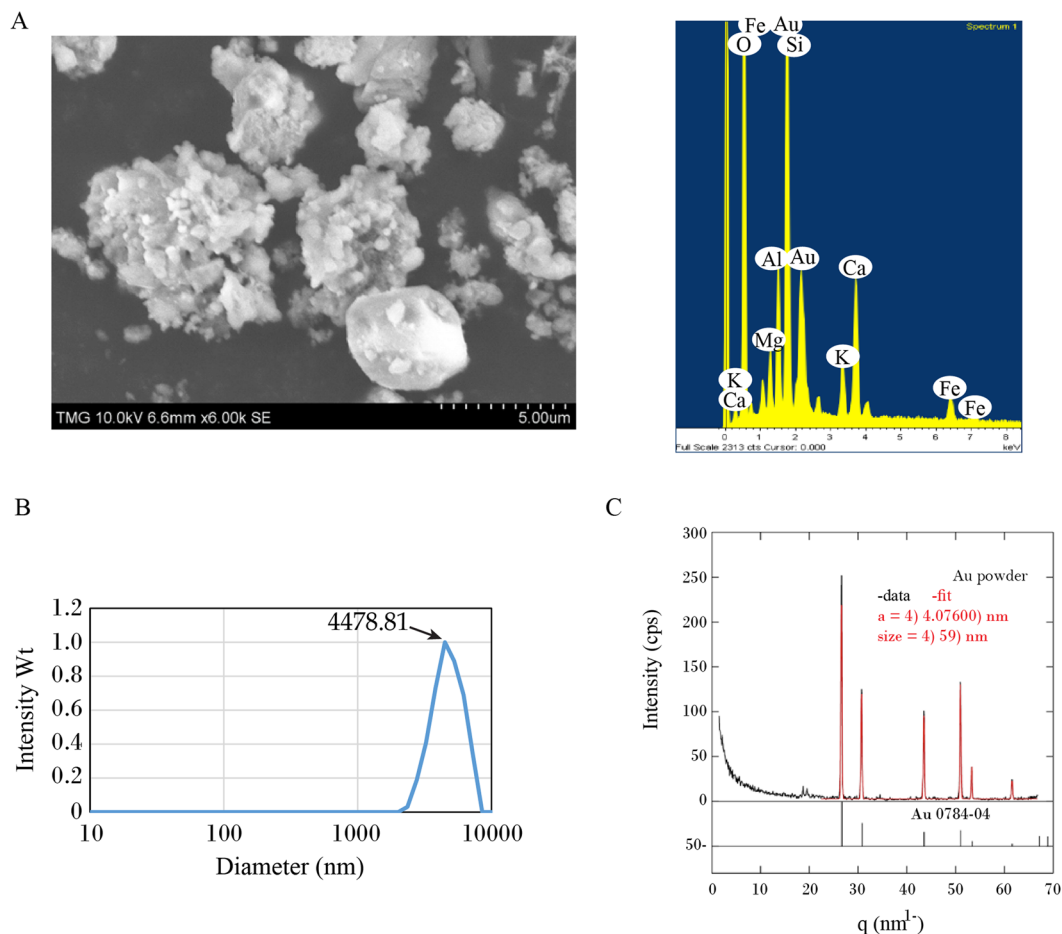 A
TMG 10.0kV 6.6mm x6.00k SE
5.00um
Spectrum 1
Fe Au
O Si
Al Au Ca
Mg
K
K
Ca
Fe
Fe
0 1 2 3 4 5 6 7 8
Full Scale 2313 cts Cursor: 0.000
keV
B
1.2
1.0
0.8
0.6
0.4
0.2
0
4478.81
Intensity Wt
10 100 1000 10000
Diameter (nm)
C
300
250
200
150
100
50
0
50-
Intensity (cps)
Au powder
-data -fit
a = 4) 4.07600) nm
size = 4) 59) nm
Au 0784-04
0 10 20 30 40 50 60 70
q (nm1-)